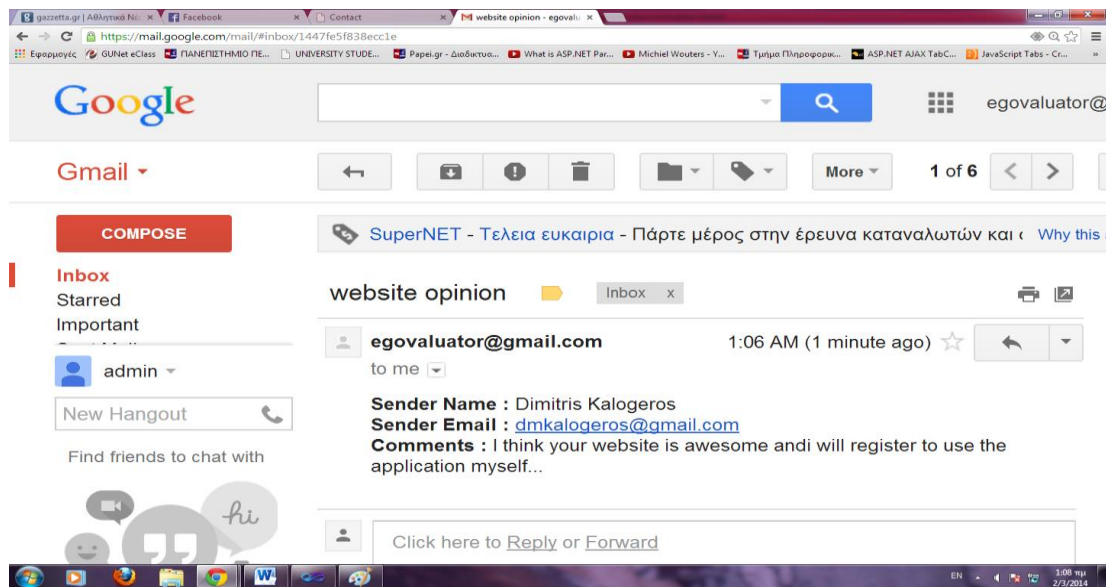 gazzetta.gr | Αθλητικά Νέ
Facebook
Contact
website opinion - egovalu
https://mail.google.com/mail/#inbox/1447fe5f838ecc1e
Εφαρμογές
GUNet eClass
ΠΑΝΕΠΙΣΤΗΜΙΟ ΠΕ...
UNIVERSITY STUDE...
Papei.gr - Διαδικτυα...
What is ASP.NET Par...
Michiel Wouters - Y...
Τμήμα Πληροφορικ...
ASP.NET AJAX TabC...
JavaScript Tabs - Cr...
Google
egovaluator@
Gmail
More
1 of 6
COMPOSE
SuperNET - Τελεια ευκαιρια - Πάρτε μέρος στην έρευνα καταναλωτών και
Why this
Inbox
Starred
Important
website opinion
Inbox x
egovaluator@gmail.com
1:06 AM (1 minute ago)
to me
admin
New Hangout
Find friends to chat with
hi
Sender Name : Dimitris Kalogeros
Sender Email : dmkalogeros@gmail.com
Comments : I think your website is awesome andi will register to use the
application myself...
Click here to Reply or Forward
EN
1:08 πμ
2/3/2014